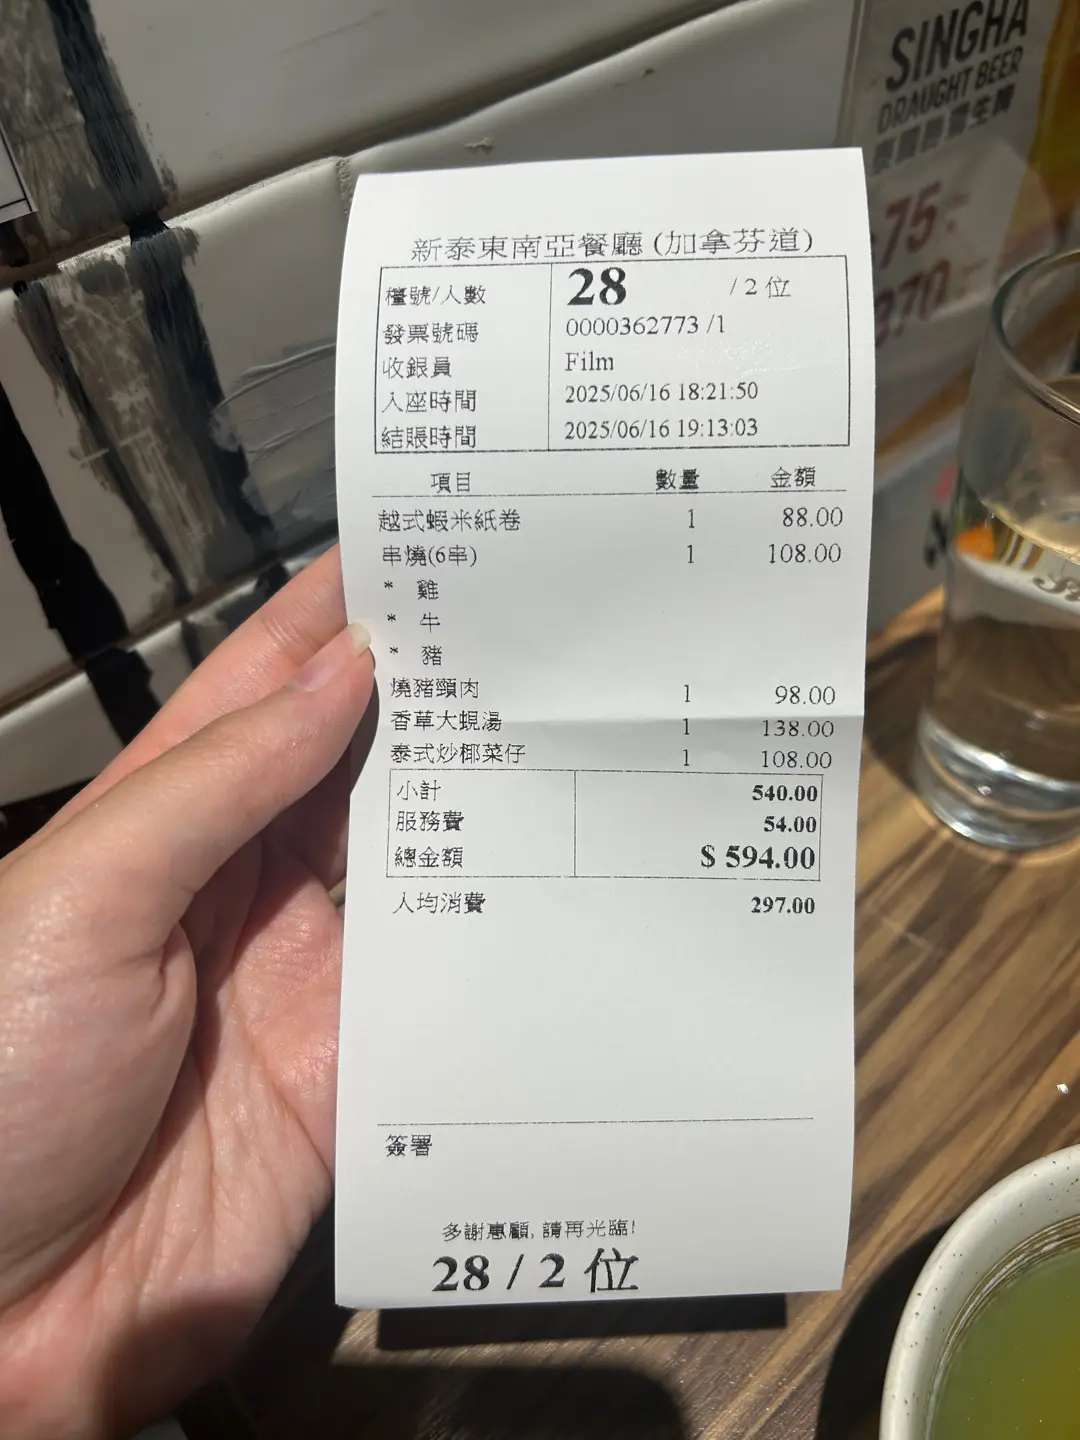 SINGHA
DRAUGHT BEER
75
370
新泰東南亞餐廳 (加拿芬道)
檯號/人數 28 / 2 位
發票號碼 0000362773 /1
收銀員 Film
入座時間 2025/06/16 18:21:50
結賬時間 2025/06/16 19:13:03
項目 數量 金額
越式蝦米紙卷 1 88.00
串燒(6串) 1 108.00
* 雞
* 牛
* 豬
燒豬頸肉 1 98.00
香草大蜆湯 1 138.00
泰式炒椰菜仔 1 108.00
小計 540.00
服務費 54.00
總金額 $ 594.00
人均消費 297.00
簽署
多謝惠顧, 請再光臨!
28 / 2 位